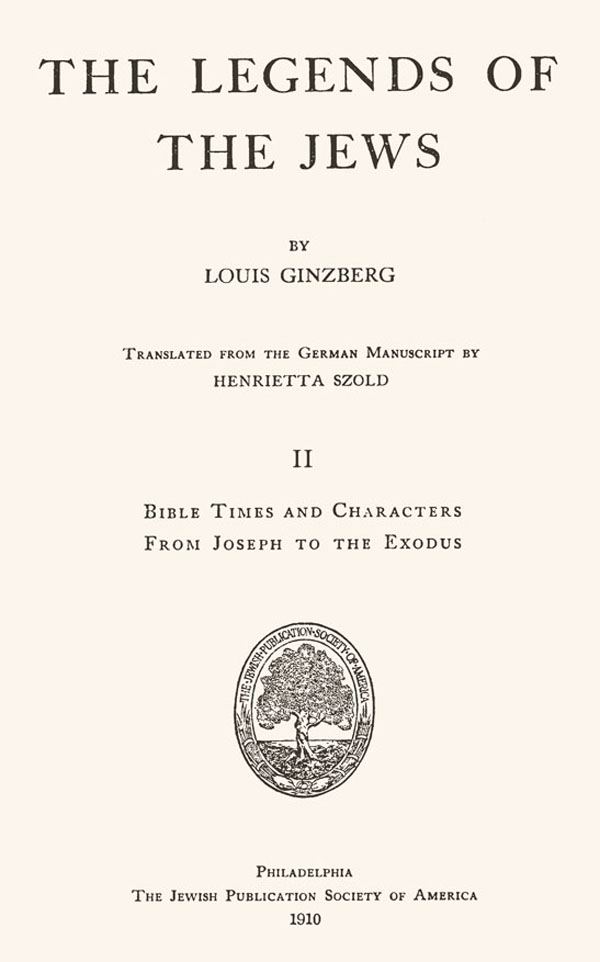 THE LEGENDS OF
THE JEWS
BY
LOUIS GINZBERG
TRANSLATED FROM THE GERMAN MANUSCRIPT BY
HENRIETTA SZOLD
II
BIBLE TIMES AND CHARACTERS
FROM JOSEPH TO THE EXODUS
THE·JEWISH·PUBLICATION·SOCIETY·OF·AMERICA
PHILADELPHIA
THE JEWISH PUBLICATION SOCIETY OF AMERICA
1910